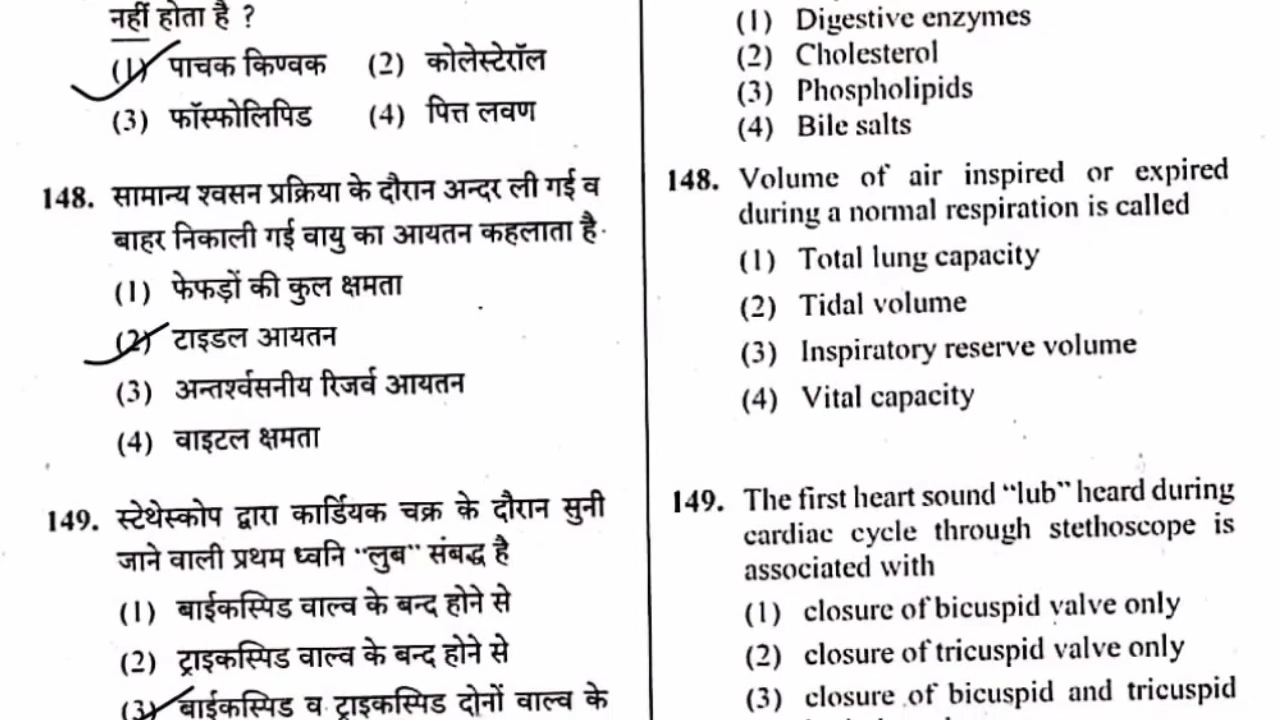 नहीं होता है ?
(1) पाचक किण्वक (2) कोलेस्टेरॉल
(3) फॉस्फोलिपिड (4) पित्त लवण
148. सामान्य श्वसन प्रक्रिया के दौरान अन्दर ली गई व
बाहर निकाली गई वायु का आयतन कहलाता है
(1) फेफड़ों की कुल क्षमता
(2) टाइडल आयतन
(3) अन्तर्श्वसनीय रिजर्व आयतन
(4) वाइटल क्षमता
149. स्टेथेस्कोप द्वारा कार्डियक चक्र के दौरान सुनी
जाने वाली प्रथम ध्वनि “लुब” संबद्ध है
(1) बाईकस्पिड वाल्व के बन्द होने से
(2) ट्राइकस्पिड वाल्व के बन्द होने से
(3) बाईकस्पिड व ट्राइकस्पिड दोनों वाल्व के
(1) Digestive enzymes
(2) Cholesterol
(3) Phospholipids
(4) Bile salts
148. Volume of air inspired or expired
during a normal respiration is called
(1) Total lung capacity
(2) Tidal volume
(3) Inspiratory reserve volume
(4) Vital capacity
149. The first heart sound “lub” heard during
cardiac cycle through stethoscope is
associated with
(1) closure of bicuspid valve only
(2) closure of tricuspid valve only
(3) closure of bicuspid and tricuspid